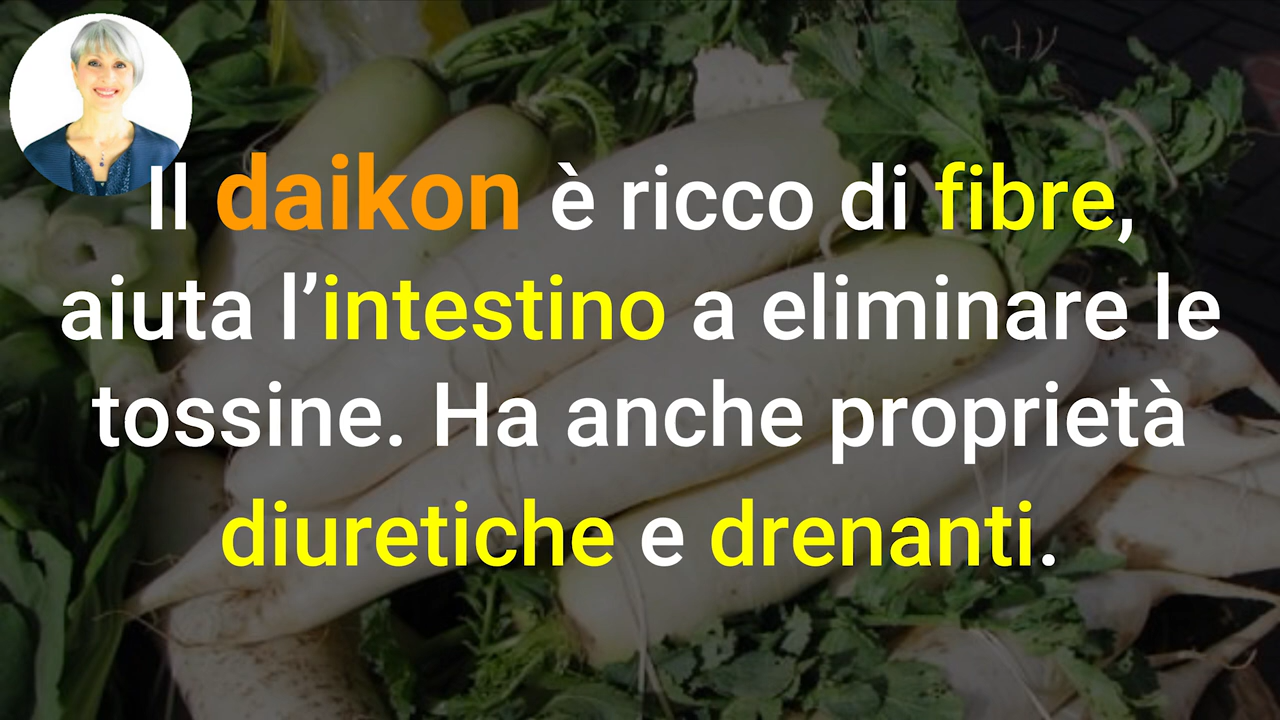 Il daikon è ricco di fibre,
aiuta l’intestino a eliminare le
tossine. Ha anche proprietà
diuretiche e drenanti.